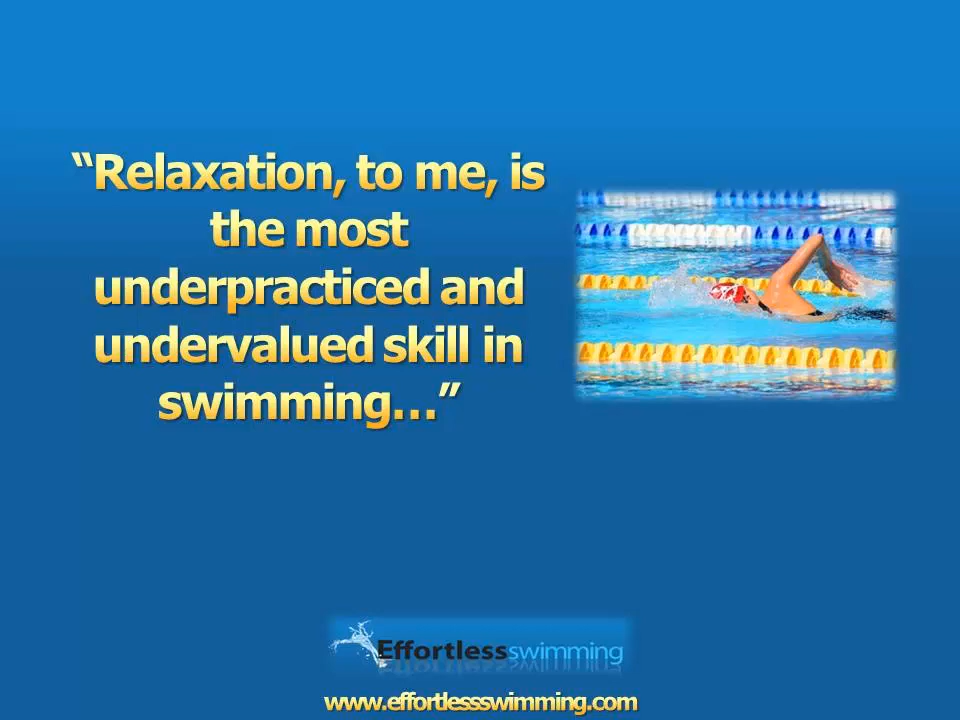 “Relaxation, to me, is
the most
underpracticed and
undervalued skill in
swimming…”
Effortlessswimming
www.effortlessswimming.com